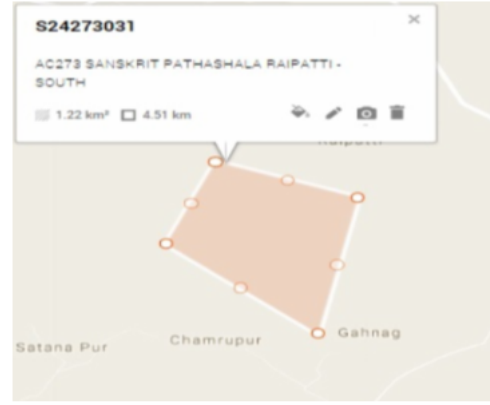 S24273031
AC273 SANSKRIT PATHASHALA RAIPATTI -
SOUTH
1.22 km² 4.51 km
Gahnag
Chamrupur
Satana Pur